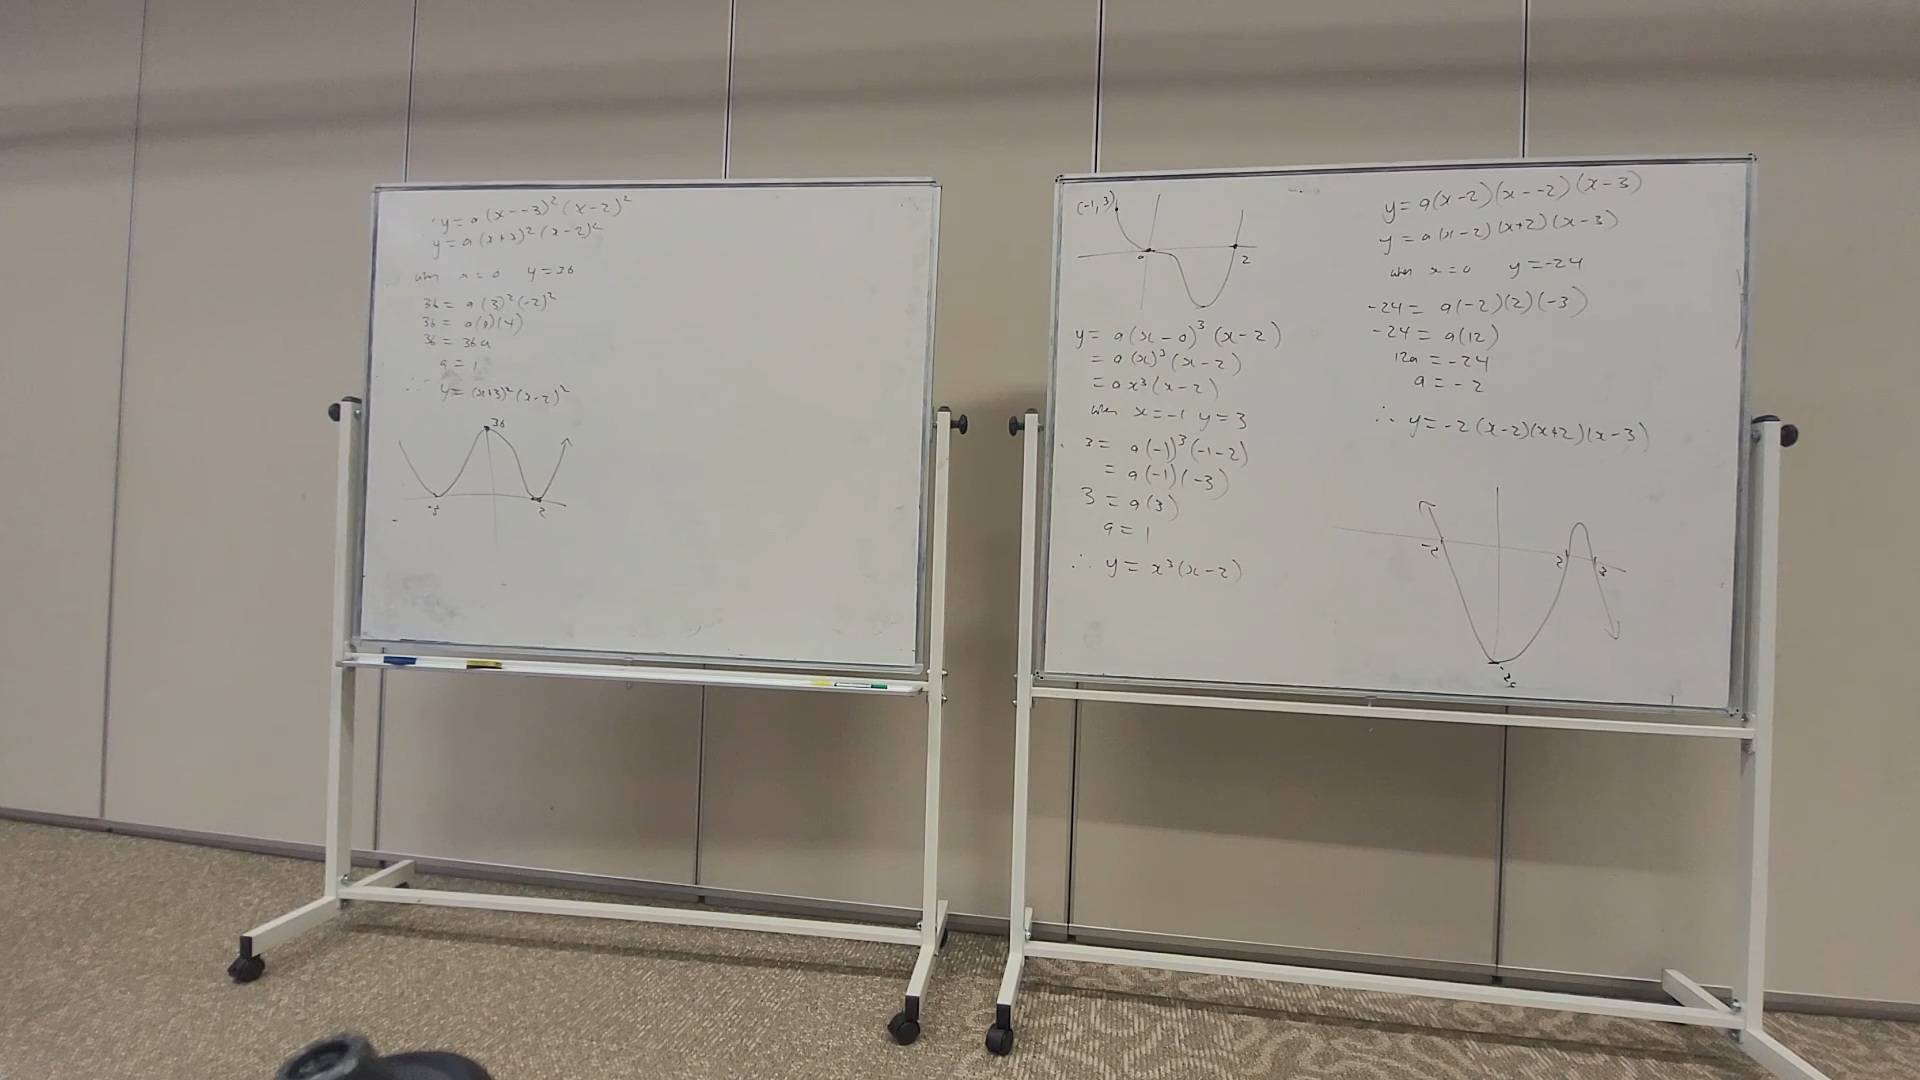 ∴ y = a(x--3)²(x-2)²
y = a(x+3)²(x-2)²
when x=0 y=36
36 = a(3)²(-2)²
36 = a(9)(4)
36 = 36a
a = 1
∴ y = (x+3)²(x-2)²
36
-3 2
(-1, 3)
0 2
y = a(x-0)³(x-2)
= a(x)³(x-2)
= ax³(x-2)
when x=-1 y=3
3 = a(-1)³(-1-2)
= a(-1)(-3)
3 = a(3)
a = 1
∴ y = x³(x-2)
y = a(x-2)(x--2)(x-3)
y = a(x-2)(x+2)(x-3)
when x=0 y=-24
-24 = a(-2)(2)(-3)
-24 = a(12)
12a = -24
a = -2
∴ y = -2(x-2)(x+2)(x-3)
-2 2 3